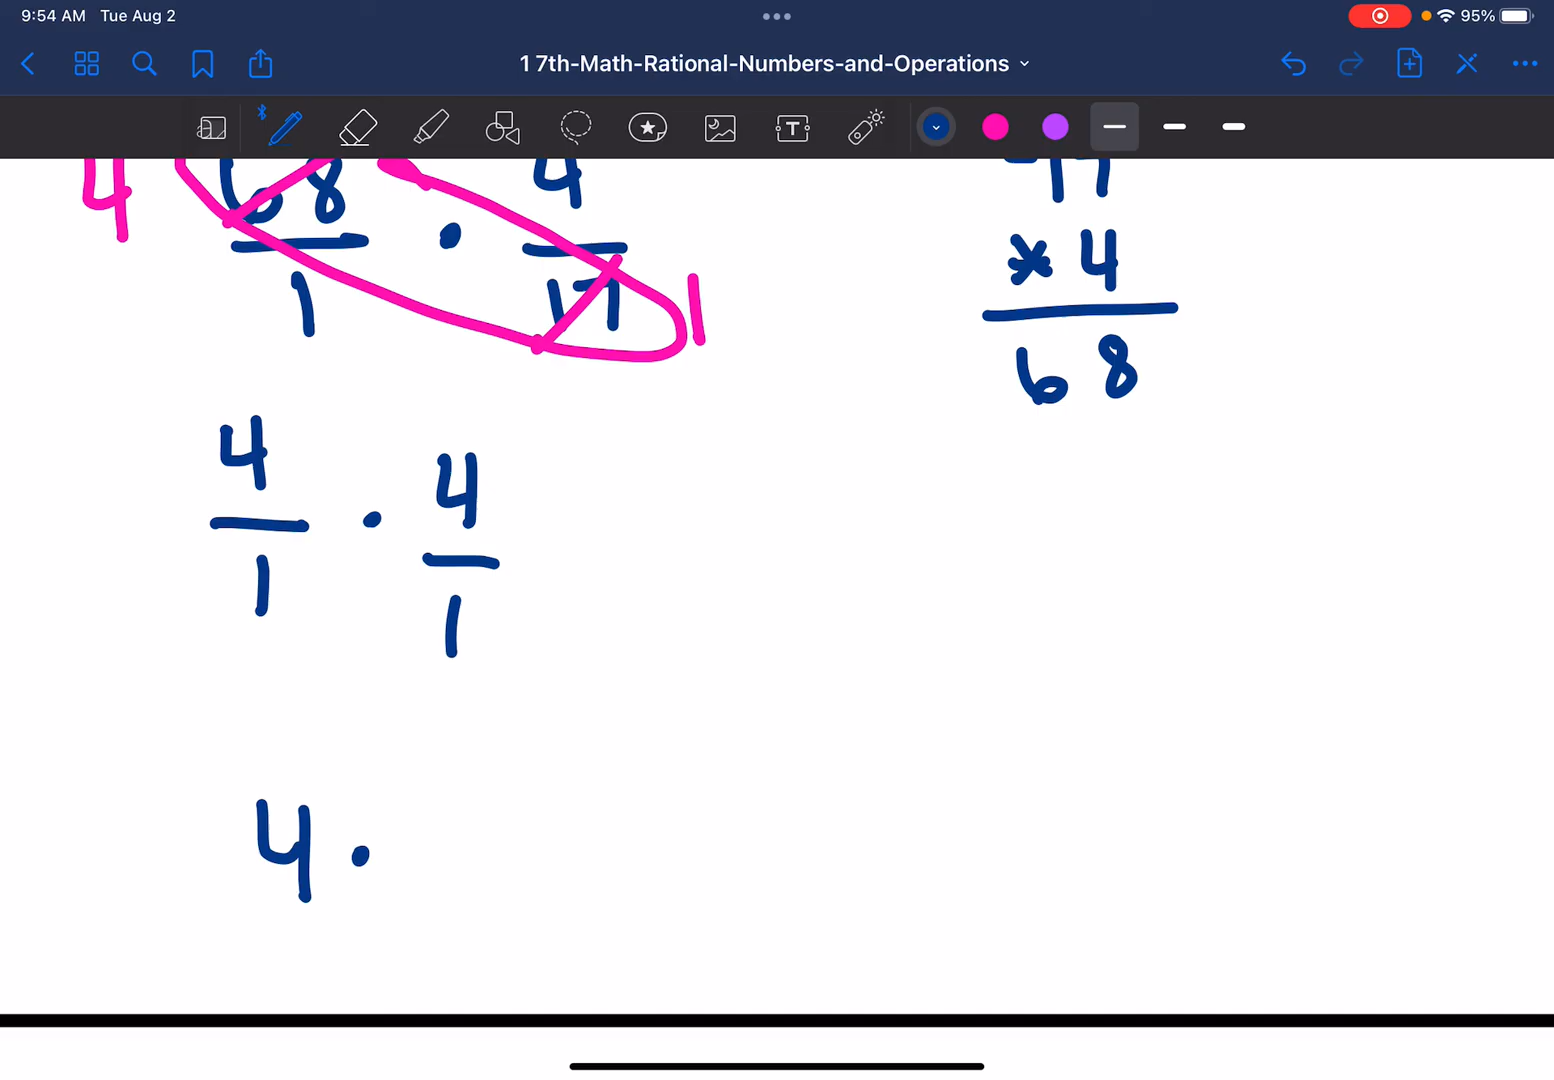 9:54 AM Tue Aug 2
95%
1 7th-Math-Rational-Numbers-and-Operations
T
4 68 · 4
1 17 1
17
* 4
68
4 · 4
1 1
4 ·